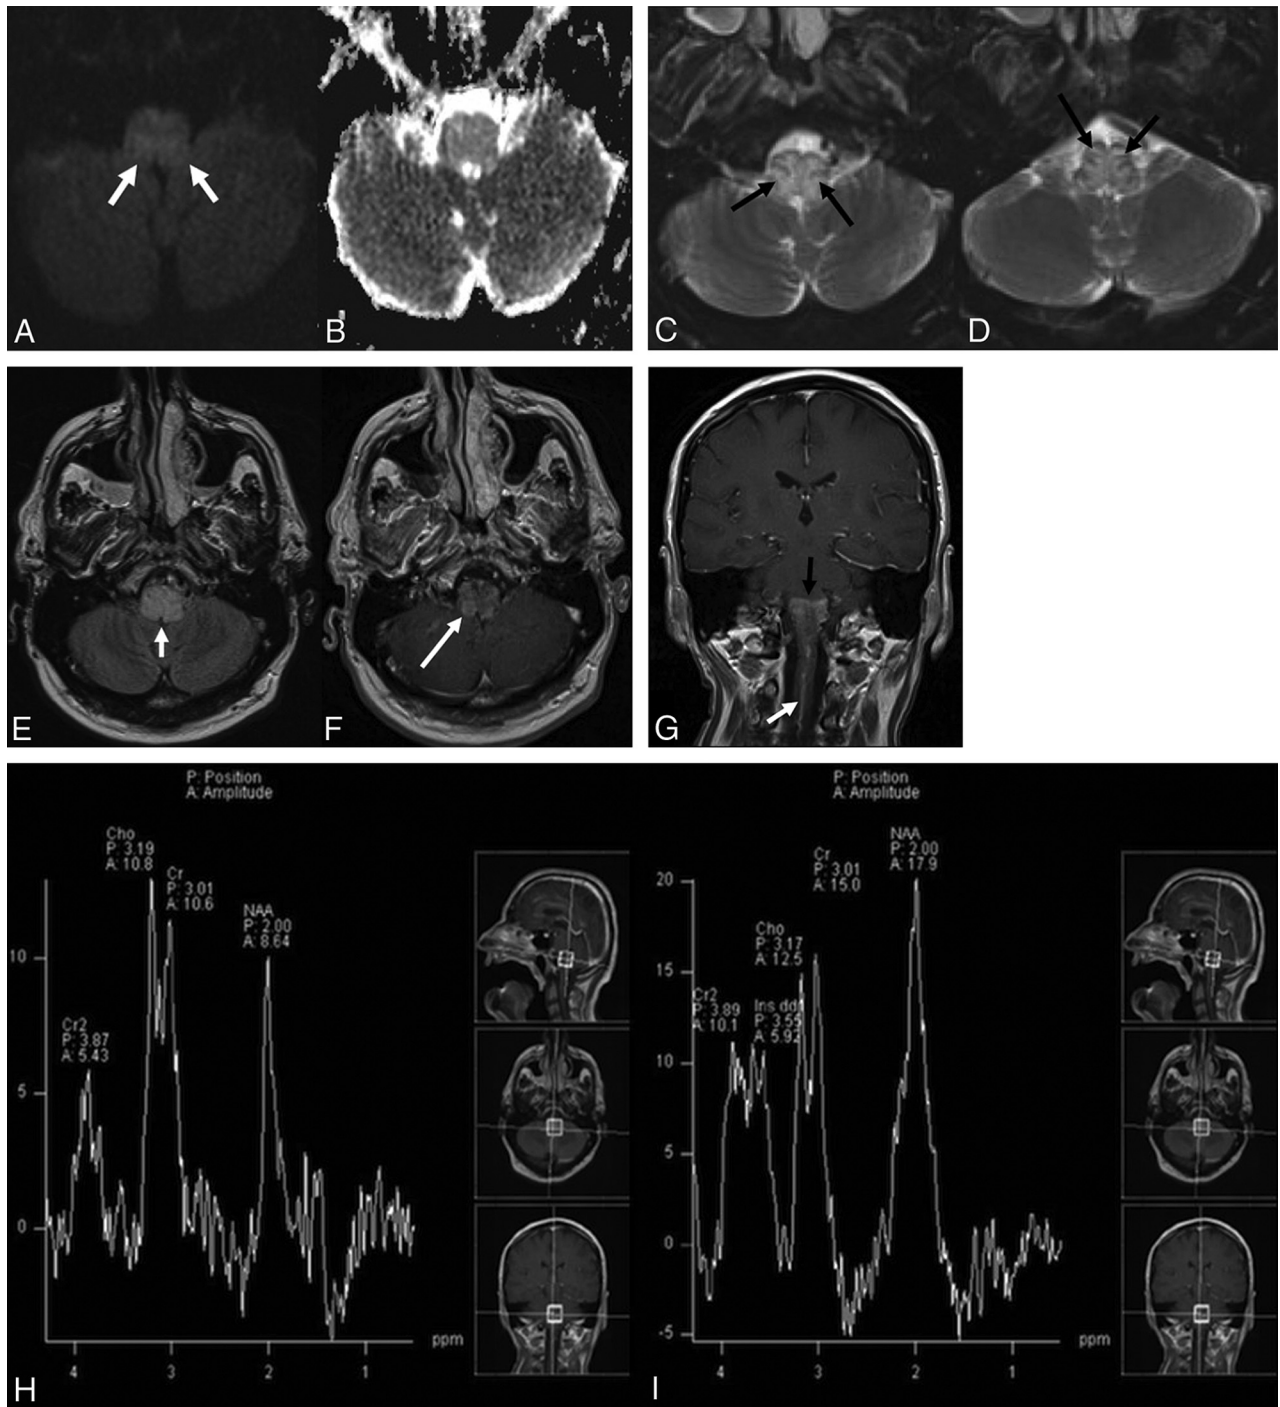 A
B
C
D
E
F
G
P: Position
A: Amplitude
Cho
P: 3.19
A: 10.8
Cr
P: 3.01
A: 10.6
NAA
P: 2.00
A: 8.64
Cr2
P: 3.87
A: 5.43
10
5
0
4
3
2
1
ppm
H
P: Position
A: Amplitude
NAA
P: 2.00
A: 17.9
Cr
P: 3.01
A: 15.0
Cho
P: 3.17
A: 12.5
Cr2
P: 3.89
A: 10.1
Ins dd1
P: 3.55
A: 5.92
20
15
10
5
0
-5
4
3
2
1
ppm
I